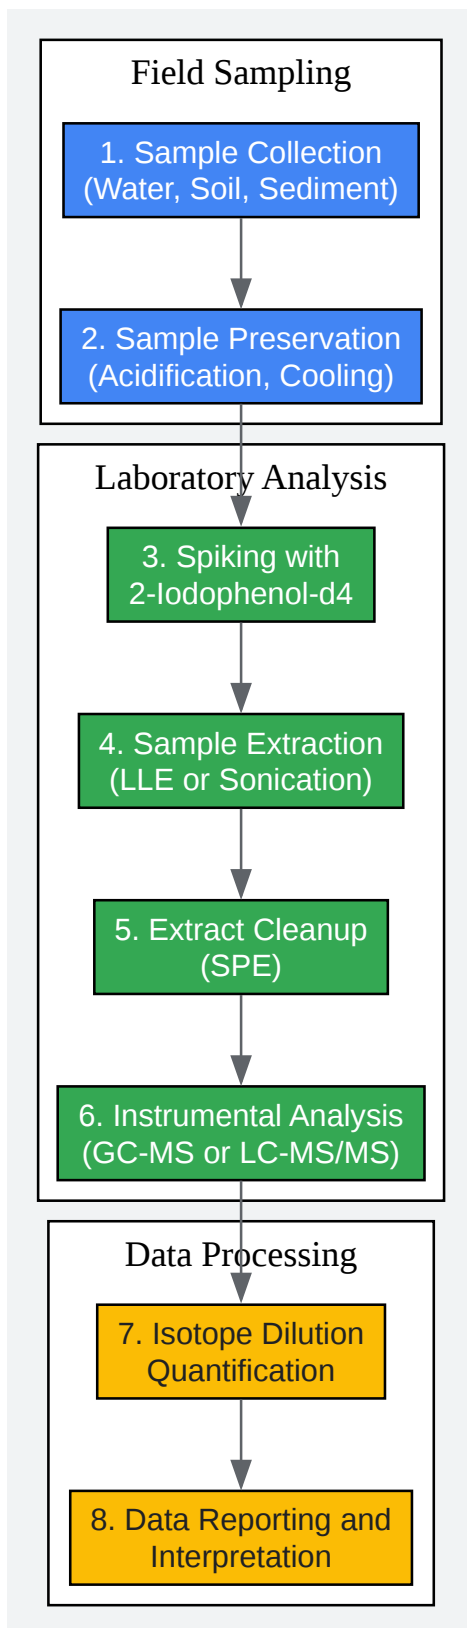 Field Sampling
1. Sample Collection
(Water, Soil, Sediment)
2. Sample Preservation
(Acidification, Cooling)
Laboratory Analysis
3. Spiking with
2-Iodophenol-d4
4. Sample Extraction
(LLE or Sonication)
5. Extract Cleanup
(SPE)
6. Instrumental Analysis
(GC-MS or LC-MS/MS)
Data Processing
7. Isotope Dilution
Quantification
8. Data Reporting and
Interpretation